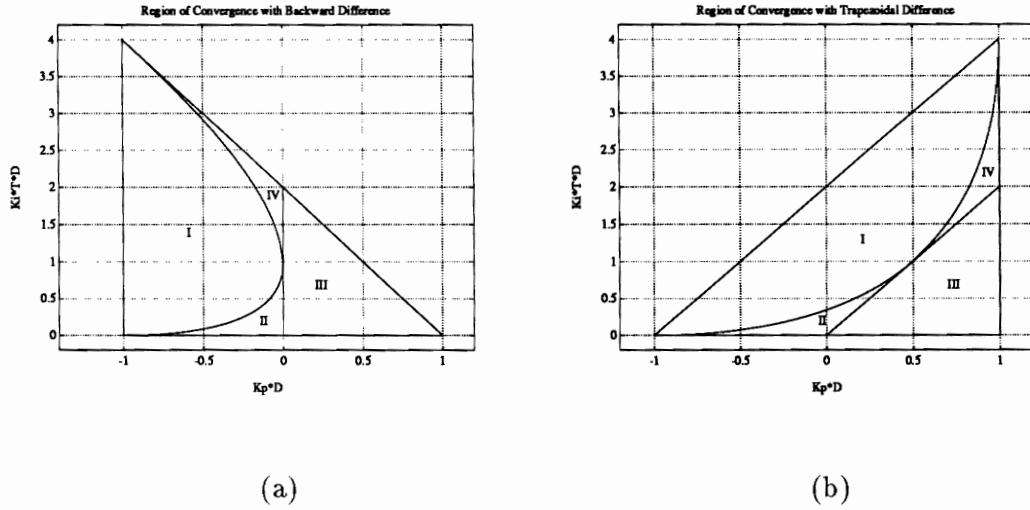 Region of Convergence with Backward Difference
4
3.5
3
2.5
2
1.5
1
0.5
0
Ki*T*D
I
II
III
IV
-1
-0.5
0
0.5
1
Kp*D
(a)
Region of Convergence with Trapezoidal Difference
4
3.5
3
2.5
2
1.5
1
0.5
0
Ki*T*D
I
II
III
IV
-1
-0.5
0
0.5
1
Kp*D
(b)